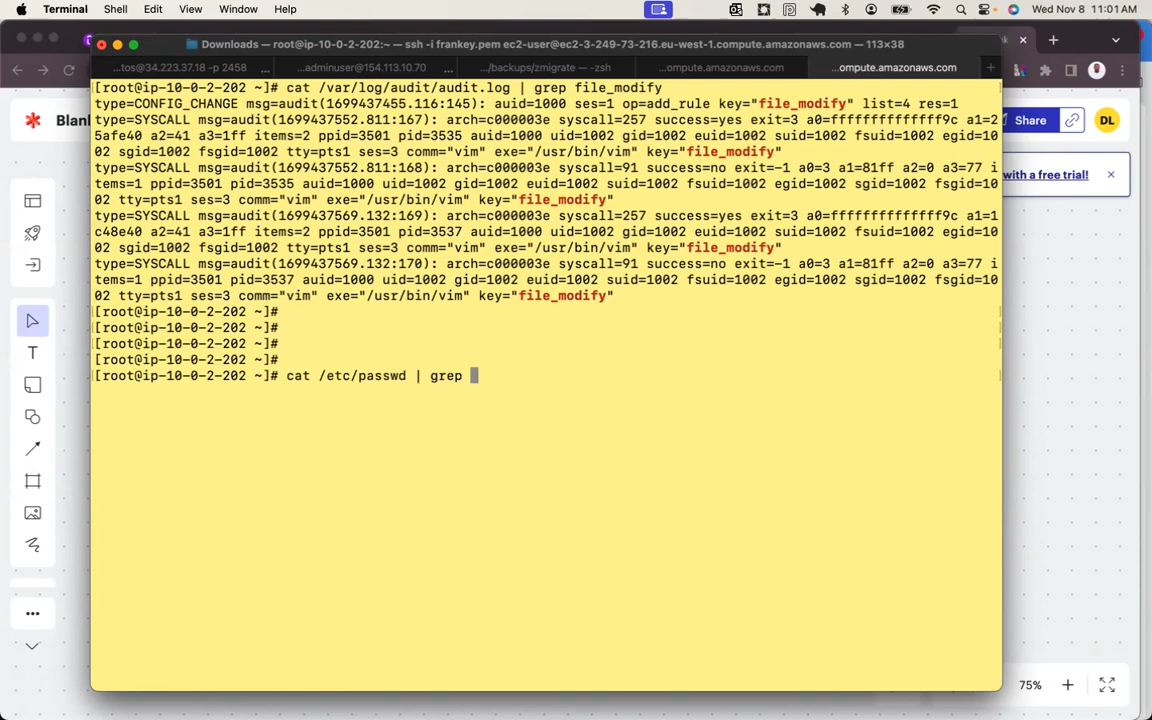 Terminal Shell Edit View Window Help Wed Nov 8 11:01 AM
Downloads — root@ip-10-0-2-202:~ — ssh -i frankey.pem ec2-user@ec2-3-249-73-216.eu-west-1.compute.amazonaws.com — 113×38
...tos@34.223.37.18 -p 2458 ... ...adminuser@154.113.10.70 ... .../backups/zmigrate — -zsh ...ompute.amazonaws.com ...ompute.amazonaws.com
[root@ip-10-0-2-202 ~]# cat /var/log/audit/audit.log | grep file_modify
type=CONFIG_CHANGE msg=audit(1699437455.116:145): auid=1000 ses=1 op=add_rule key="file_modify" list=4 res=1
type=SYSCALL msg=audit(1699437552.811:167): arch=c000003e syscall=257 success=yes exit=3 a0=ffffffffffffff9c a1=2
5afe40 a2=41 a3=1ff items=2 ppid=3501 pid=3535 auid=1000 uid=1002 gid=1002 euid=1002 suid=1002 fsuid=1002 egid=10
02 sgid=1002 fsgid=1002 tty=pts1 ses=3 comm="vim" exe="/usr/bin/vim" key="file_modify"
type=SYSCALL msg=audit(1699437552.811:168): arch=c000003e syscall=91 success=no exit=-1 a0=3 a1=81ff a2=0 a3=77 i
tems=1 ppid=3501 pid=3535 auid=1000 uid=1002 gid=1002 euid=1002 suid=1002 fsuid=1002 egid=1002 sgid=1002 fsgid=10
02 tty=pts1 ses=3 comm="vim" exe="/usr/bin/vim" key="file_modify"
type=SYSCALL msg=audit(1699437569.132:169): arch=c000003e syscall=257 success=yes exit=3 a0=ffffffffffffff9c a1=1
c48e40 a2=41 a3=1ff items=2 ppid=3501 pid=3537 auid=1000 uid=1002 gid=1002 euid=1002 suid=1002 fsuid=1002 egid=10
02 sgid=1002 fsgid=1002 tty=pts1 ses=3 comm="vim" exe="/usr/bin/vim" key="file_modify"
type=SYSCALL msg=audit(1699437569.132:170): arch=c000003e syscall=91 success=no exit=-1 a0=3 a1=81ff a2=0 a3=77 i
tems=1 ppid=3501 pid=3537 auid=1000 uid=1002 gid=1002 euid=1002 suid=1002 fsuid=1002 egid=1002 sgid=1002 fsgid=10
02 tty=pts1 ses=3 comm="vim" exe="/usr/bin/vim" key="file_modify"
[root@ip-10-0-2-202 ~]#
[root@ip-10-0-2-202 ~]#
[root@ip-10-0-2-202 ~]#
[root@ip-10-0-2-202 ~]#
[root@ip-10-0-2-202 ~]# cat /etc/passwd | grep
Blank
Share DL
with a free trial!
T
75%